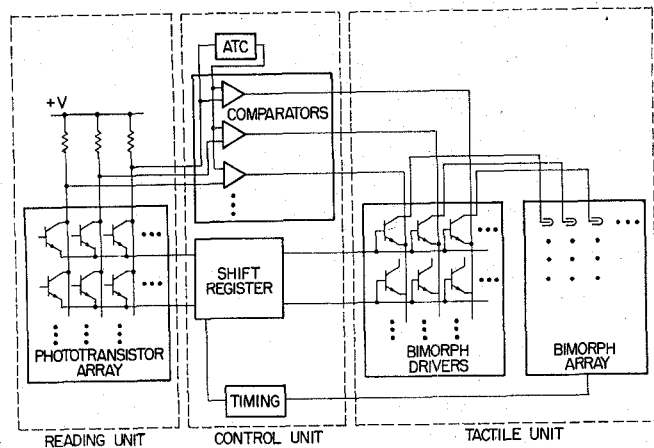 ATC
+V
COMPARATORS
SHIFT
REGISTER
PHOTOTRANSISTOR
ARRAY
BIMORPH
DRIVERS
BIMORPH
ARRAY
TIMING
READING UNIT
CONTROL UNIT
TACTILE UNIT